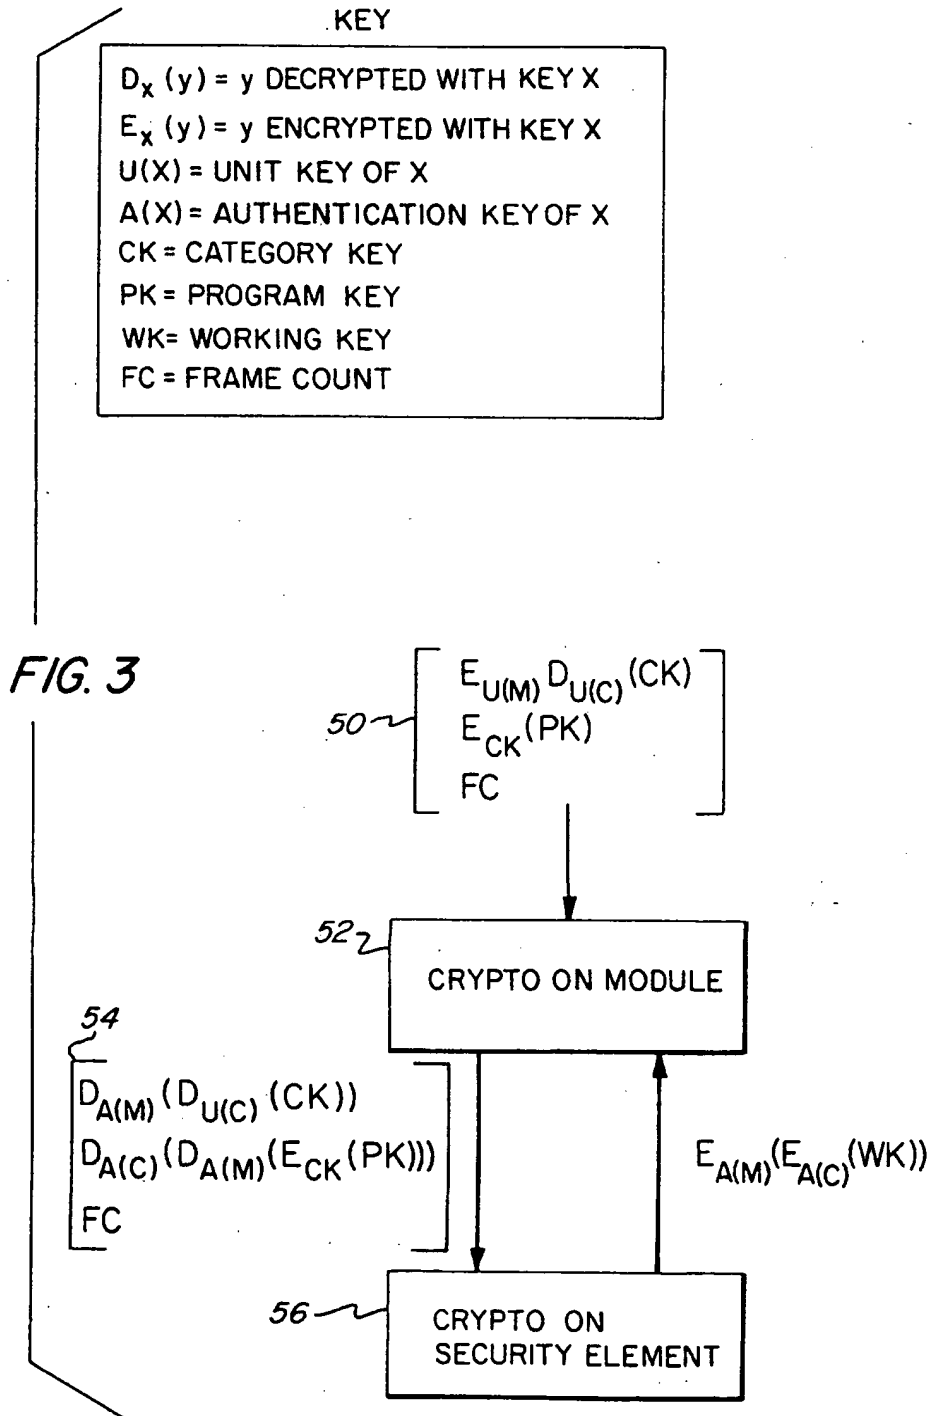 KEY
Dx (y) = y DECRYPTED WITH KEY X
Ex (y) = y ENCRYPTED WITH KEY X
U(X) = UNIT KEY OF X
A(X) = AUTHENTICATION KEY OF X
CK = CATEGORY KEY
PK = PROGRAM KEY
WK= WORKING KEY
FC = FRAME COUNT
FIG. 3
50
EU(M) DU(C) (CK)
ECK (PK)
FC
52
CRYPTO ON MODULE
54
DA(M) (DU(C) (CK))
DA(C) (DA(M) (ECK (PK)))
FC
EA(M) (EA(C) (WK))
56
CRYPTO ON
SECURITY ELEMENT